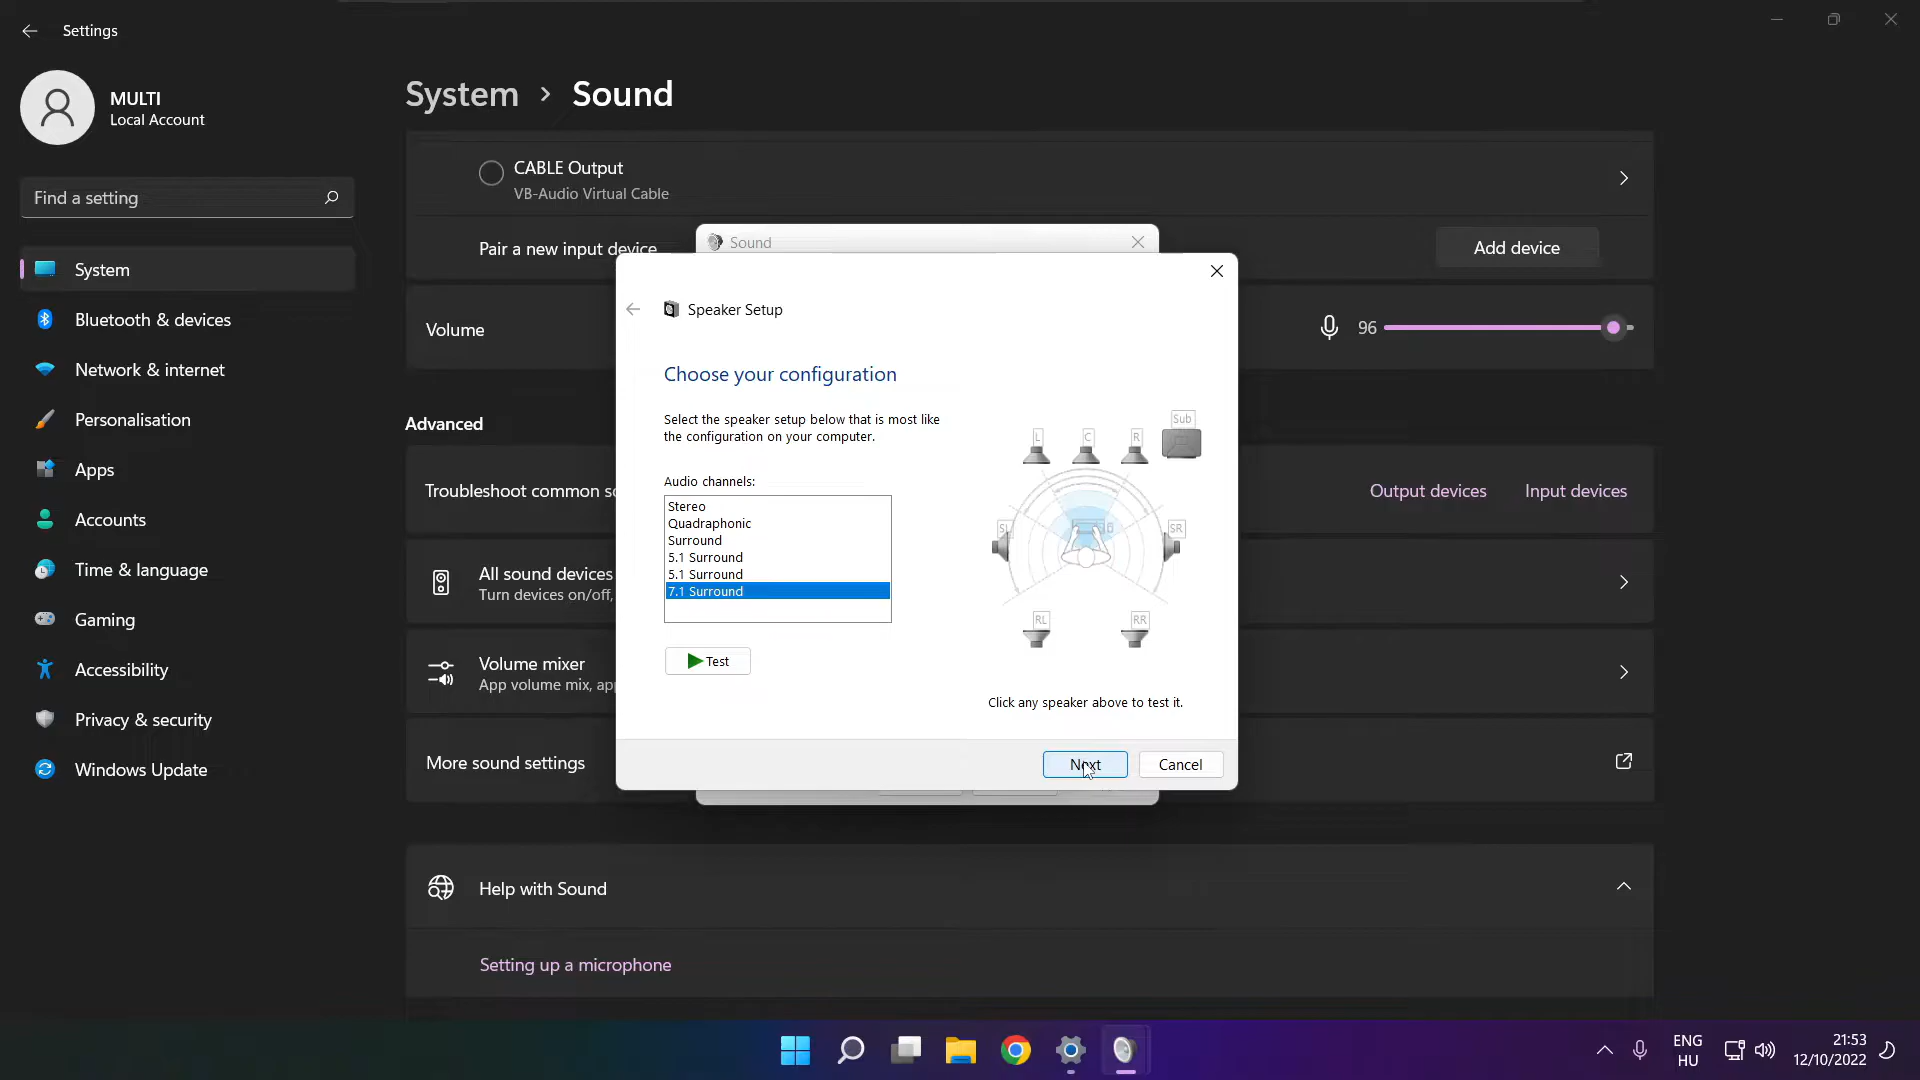 Settings
MULTI
Local Account
Find a setting
System
Bluetooth & devices
Network & internet
Personalisation
Apps
Accounts
Time & language
Gaming
Accessibility
Privacy & security
Windows Update
System > Sound
CABLE Output
VB-Audio Virtual Cable
Pair a new input device
Add device
Volume
96
Advanced
Troubleshoot common so
Output devices
Input devices
All sound devices
Turn devices on/off,
Volume mixer
App volume mix, app
More sound settings
Help with Sound
Setting up a microphone
Sound
Speaker Setup
Choose your configuration
Select the speaker setup below that is most like
the configuration on your computer.
Audio channels:
Stereo
Quadraphonic
Surround
5.1 Surround
5.1 Surround
7.1 Surround
Test
L
C
R
Sub
SL
SR
RL
RR
Click any speaker above to test it.
Next
Cancel
ENG
HU
21:53
12/10/2022